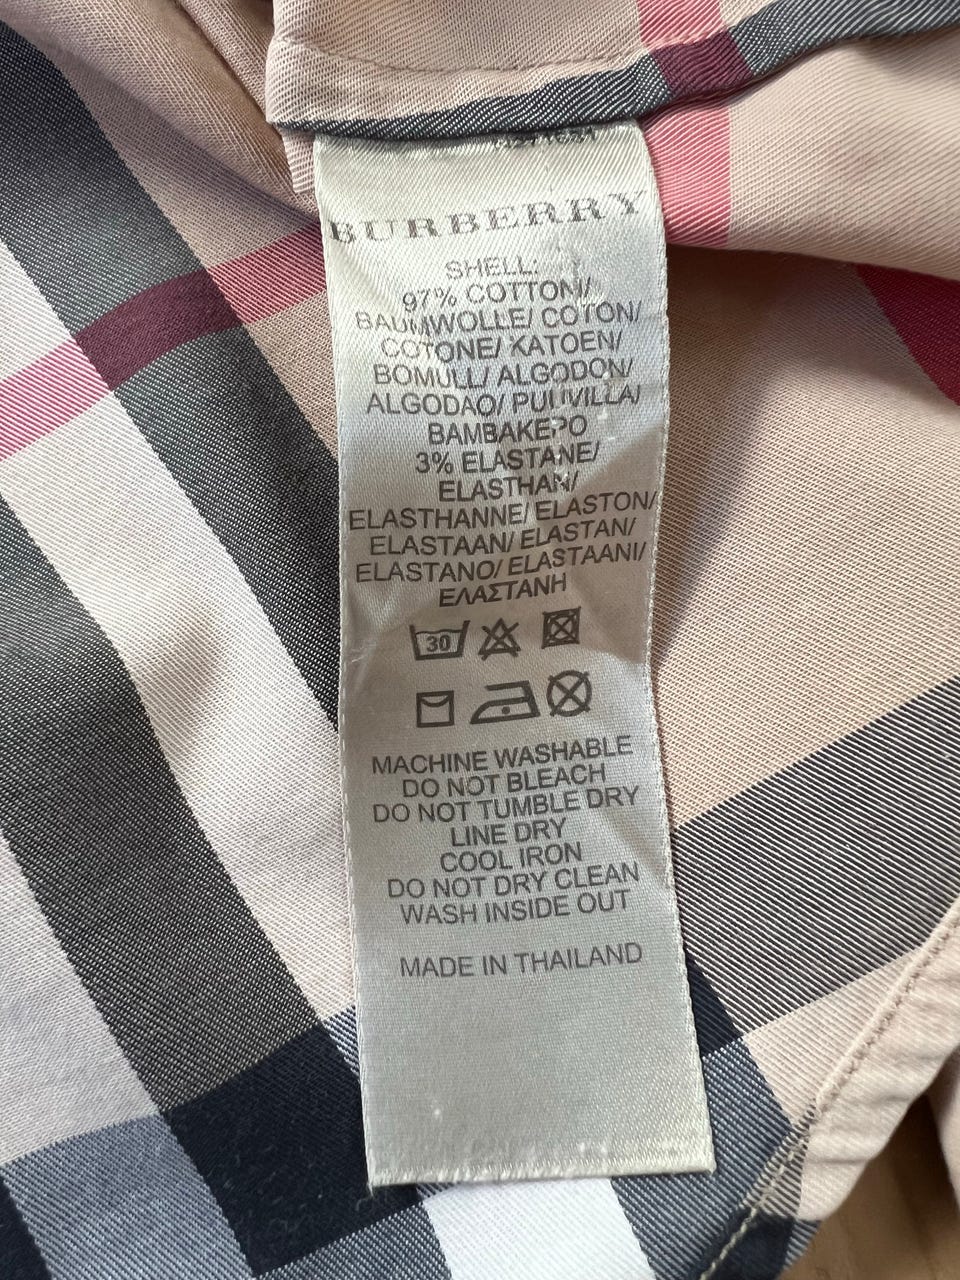 BURBERRY
SHELL:
97% COTTON/
BAUMWOLLE/ COTON/
COTONE/ KATOEN/
BOMULL/ ALGODON/
ALGODAO/ PUUVILLA/
ΒΑΜΒΑΚΕΡΟ
3% ELASTANE/
ELASTHAN/
ELASTHANNE/ ELASTON/
ELASTAAN/ ELASTAN/
ELASTANO/ ELASTAANI/
ΕΛΑΣΤΑΝΗ
30
MACHINE WASHABLE
DO NOT BLEACH
DO NOT TUMBLE DRY
LINE DRY
COOL IRON
DO NOT DRY CLEAN
WASH INSIDE OUT
MADE IN THAILAND